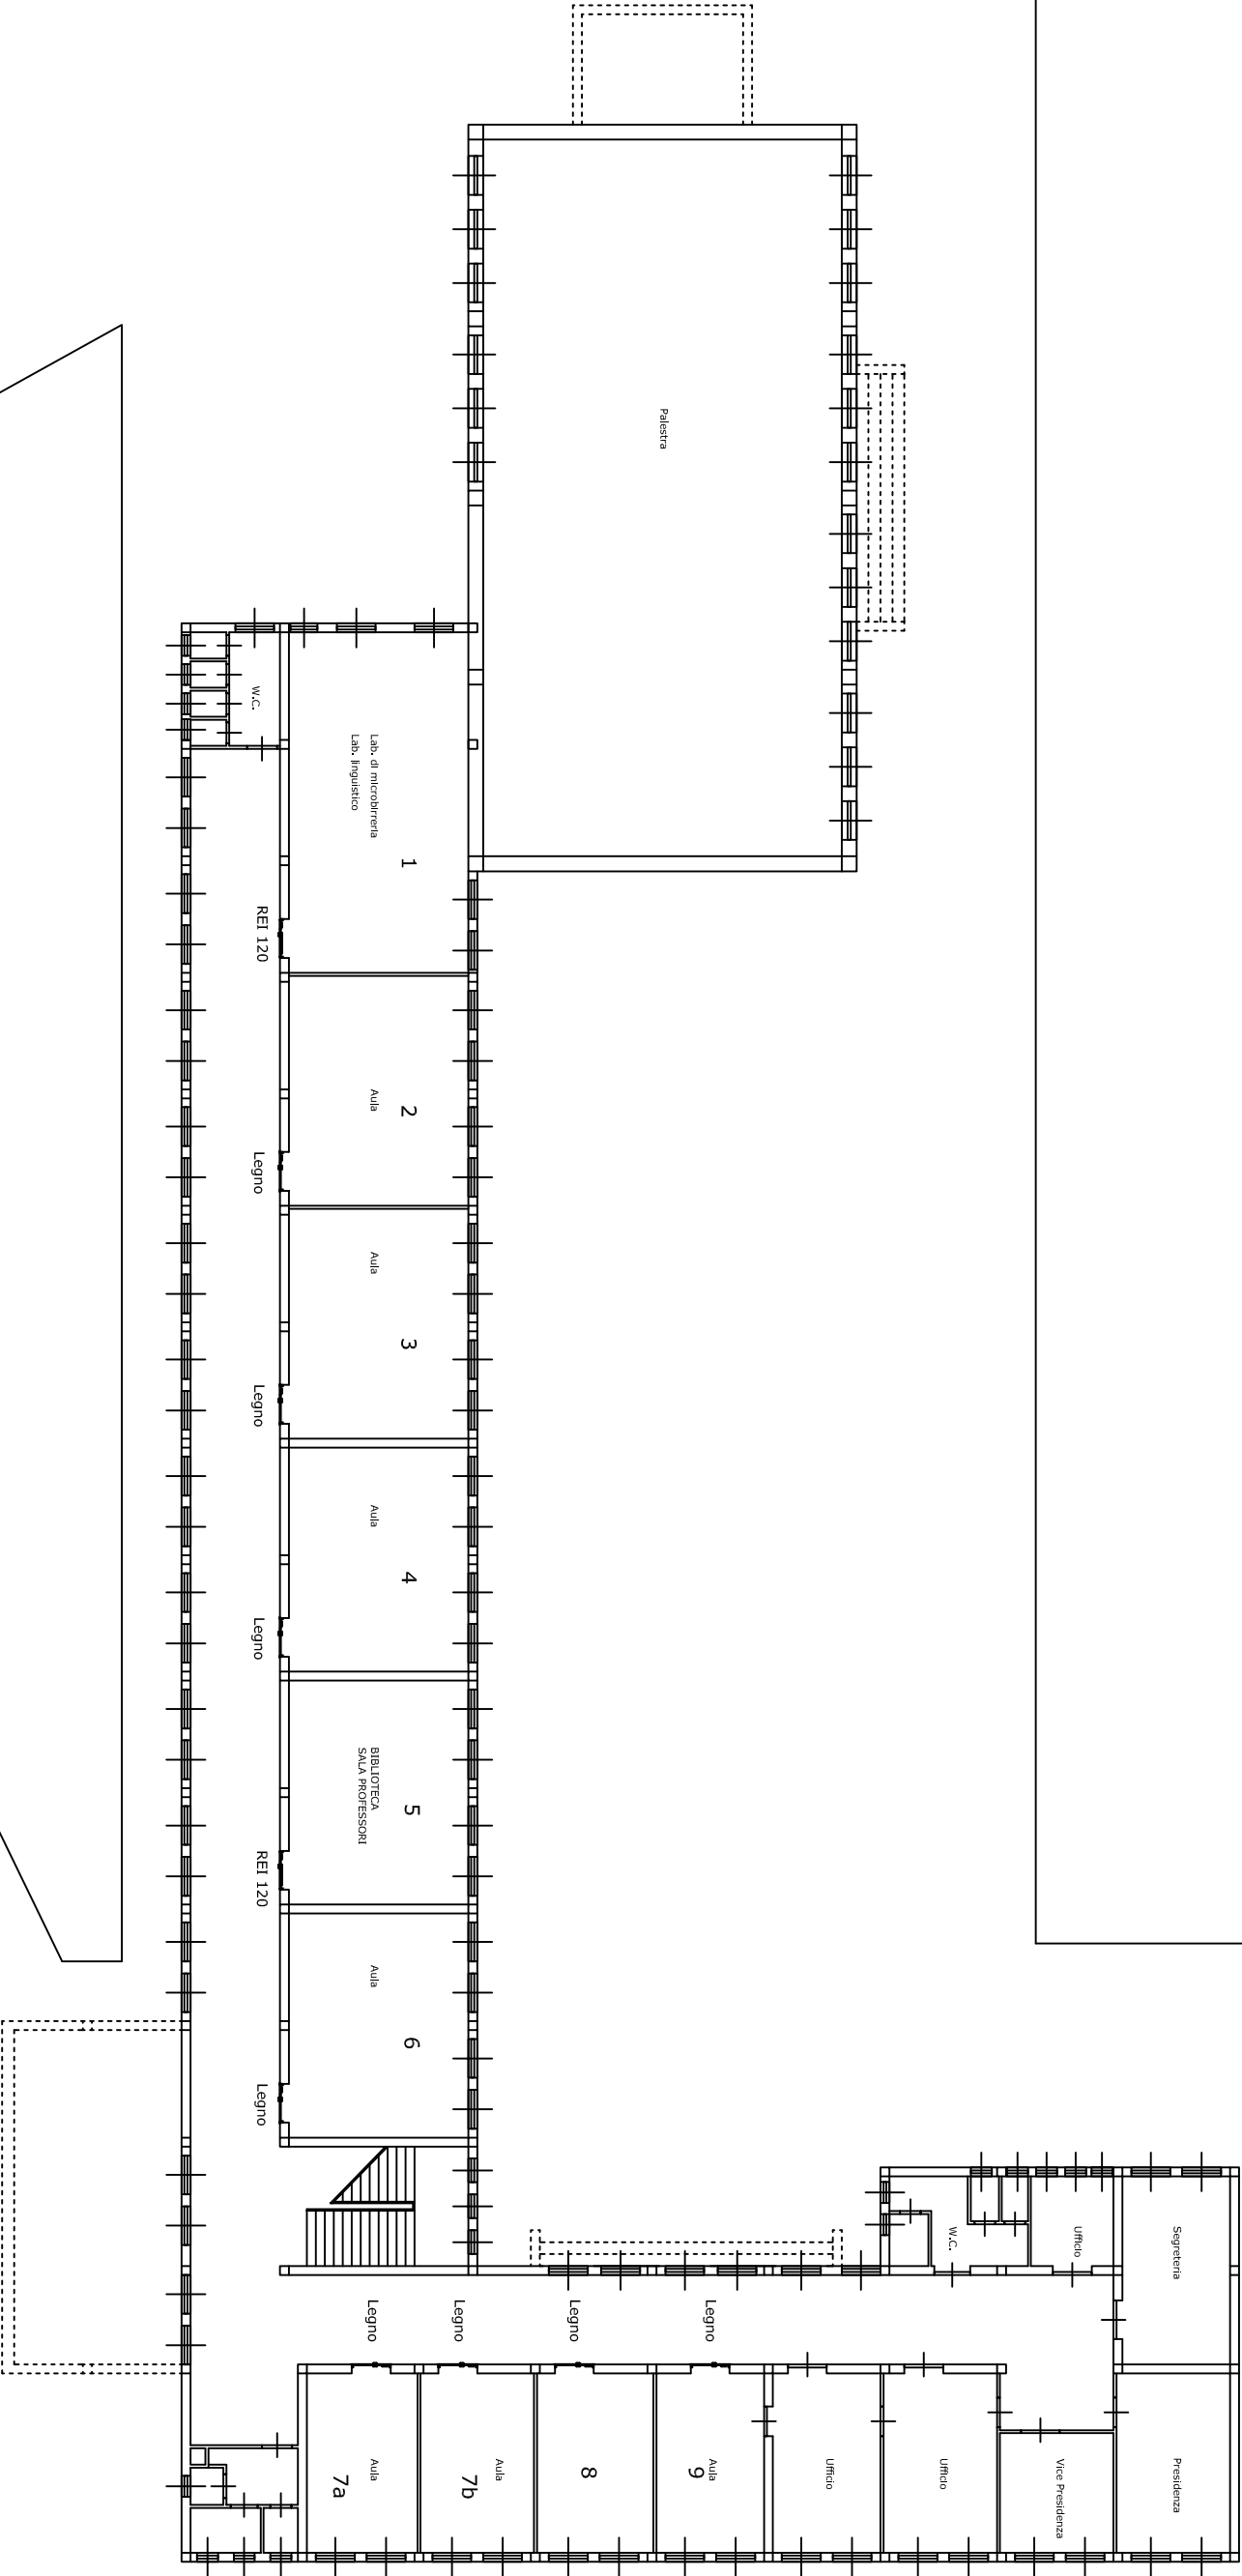 Palestra
W.C.
Lab. di microbirreria
Lab. linguistico
1
REI 120
Aula
2
Legno
Aula
3
Legno
Aula
4
Legno
BIBLIOTECA
SALA PROFESSORI
5
REI 120
Aula
6
Legno
W.C.
Ufficio
Segreteria
Legno
Legno
Legno
Legno
Aula
7a
Aula
7b
8
Aula
9
Ufficio
Ufficio
Vice Presidenza
Presidenza